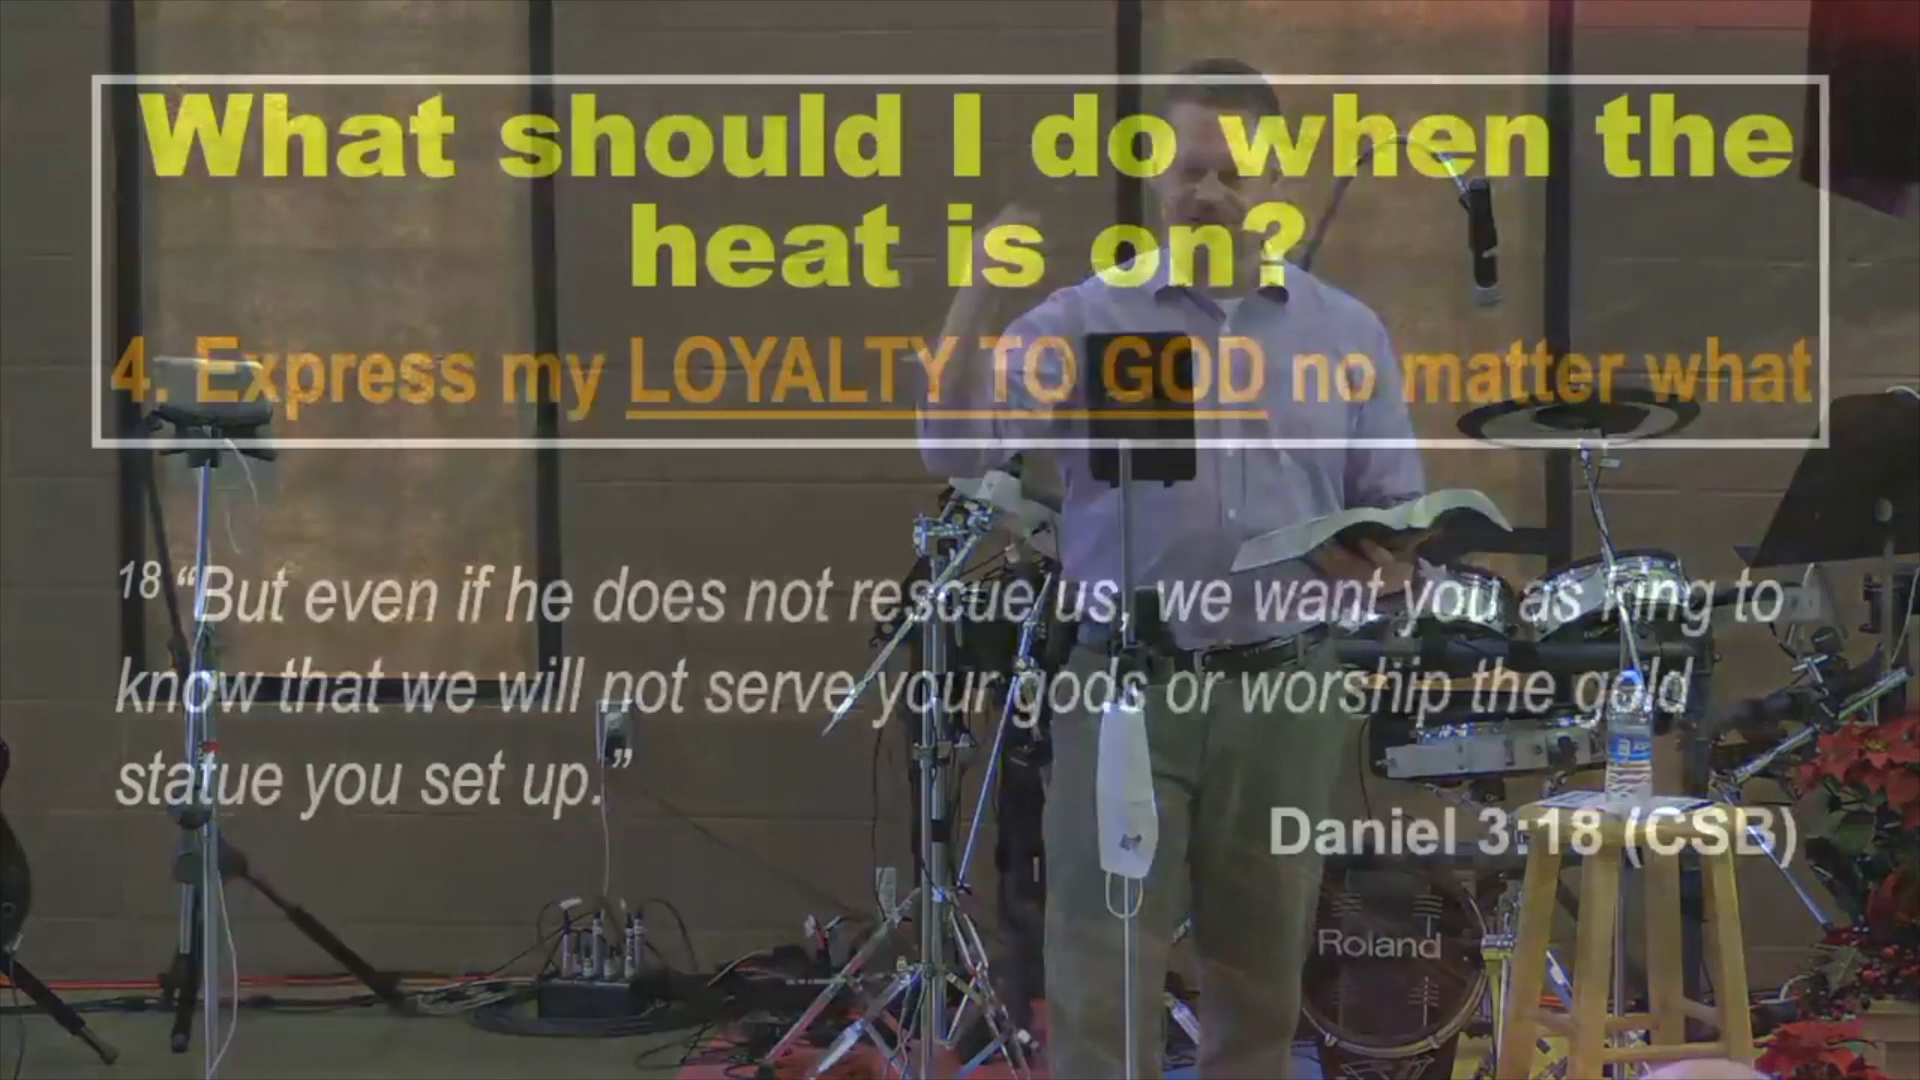 What should I do when the
heat is on?
4. Express my LOYALTY TO GOD no matter what
18 “But even if he does not rescue us, we want you as king to
know that we will not serve your gods or worship the gold
statue you set up.”
Daniel 3:18 (CSB)
Roland